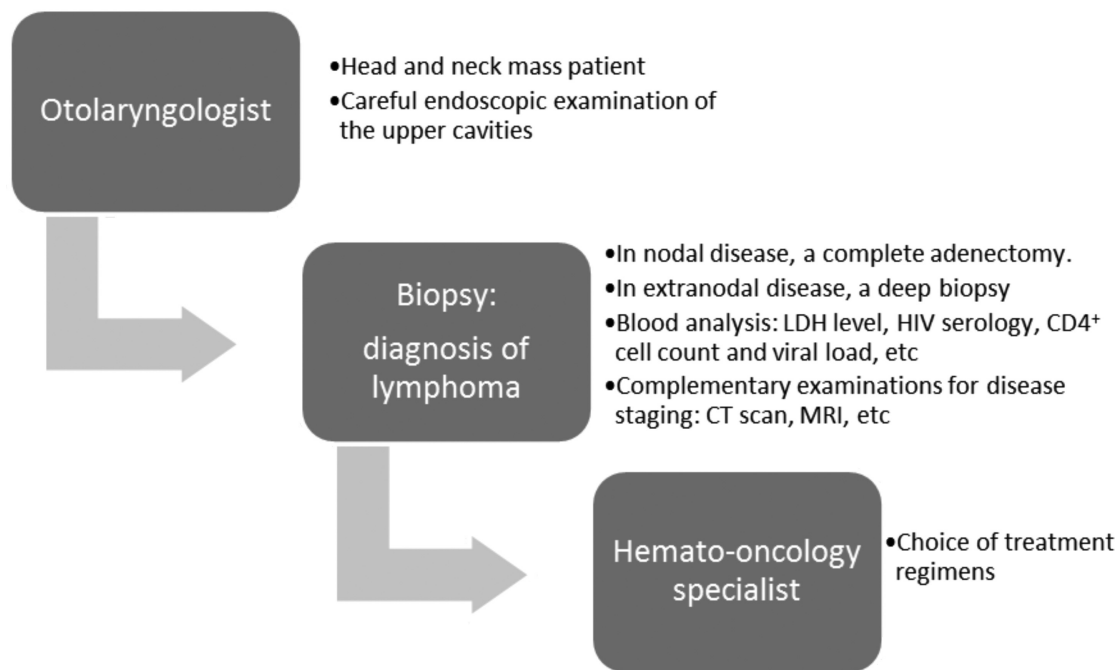 Otolaryngologist
•Head and neck mass patient
•Careful endoscopic examination of
the upper cavities
Biopsy:
diagnosis of
lymphoma
•In nodal disease, a complete adenectomy.
•In extranodal disease, a deep biopsy
•Blood analysis: LDH level, HIV serology, CD4⁺
cell count and viral load, etc
•Complementary examinations for disease
staging: CT scan, MRI, etc
Hemato-oncology
specialist
•Choice of treatment
regimens